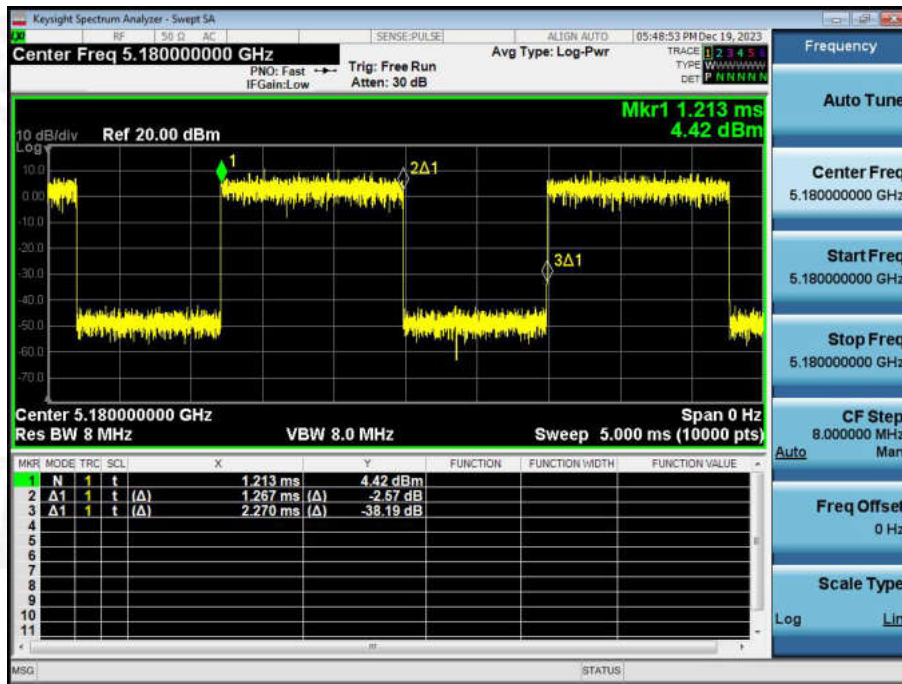 Keysight Spectrum Analyzer - Swept SA
RF 50 Ω AC SENSE:PULSE ALIGN AUTO 05:48:53 PM Dec 19, 2023
Center Freq 5.180000000 GHz
PNO: Fast
IFGain:Low
Trig: Free Run
Atten: 30 dB
Avg Type: Log-Pwr
TRACE 1 2 3 4 5 6
TYPE W
DET P N N N N N
Mkr1 1.213 ms
4.42 dBm
10 dB/div Ref 20.00 dBm
Log
1
2Δ1
3Δ1
10.0
0.00
-10.0
-20.0
-30.0
-40.0
-50.0
-60.0
-70.0
Center 5.180000000 GHz Span 0 Hz
Res BW 8 MHz VBW 8.0 MHz Sweep 5.000 ms (10000 pts)
MKR MODE TRC SCL X Y FUNCTION FUNCTION WIDTH FUNCTION VALUE
1 N 1 t 1.213 ms 4.42 dBm
2 Δ1 1 t (Δ) 1.267 ms (Δ) -2.57 dB
3 Δ1 1 t (Δ) 2.270 ms (Δ) -38.19 dB
4
5
6
7
8
9
10
11
MSG STATUS
Frequency
Auto Tune
Center Freq
5.180000000 GHz
Start Freq
5.180000000 GHz
Stop Freq
5.180000000 GHz
CF Step
8.000000 MHz
Auto Man
Freq Offset
0 Hz
Scale Type
Log Lin